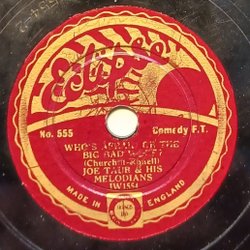 Eclipse
No. 555 Comedy F.T.
WHO'S AFRAID OF THE
BIG BAD WOLF?
(Churchill-Ronell)
JOE TAUB & HIS
MELODIANS
JW1554
MADE IN ENGLAND